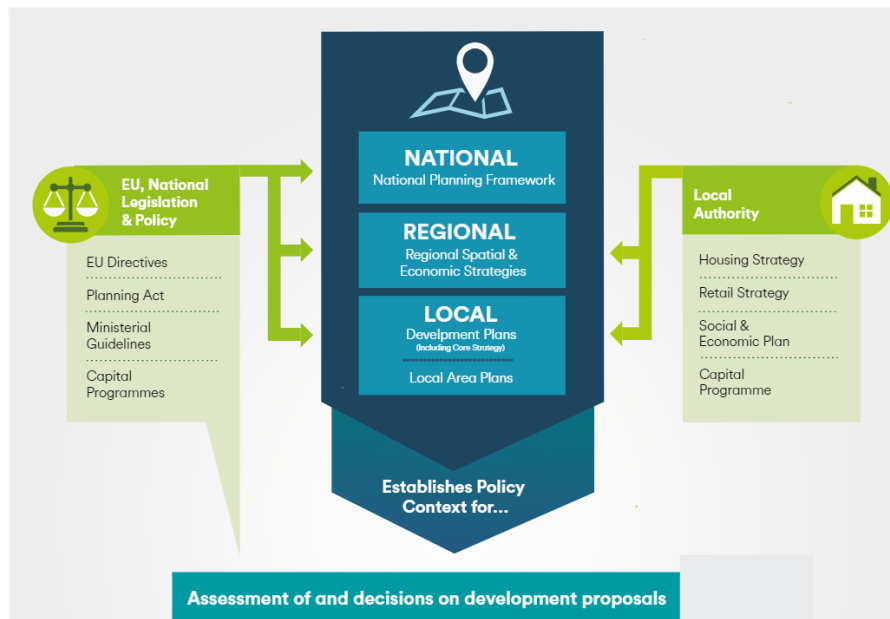 NATIONAL
National Planning Framework
EU, National
Legislation
& Policy
EU Directives
Planning Act
Ministerial
Guidelines
Capital
Programmes
REGIONAL
Regional Spatial &
Economic Strategies
LOCAL
Develpment Plans
(Including Core Strategy)
Local Area Plans
Local
Authority
Housing Strategy
Retail Strategy
Social &
Economic Plan
Capital
Programme
Establishes Policy
Context for...
Assessment of and decisions on development proposals